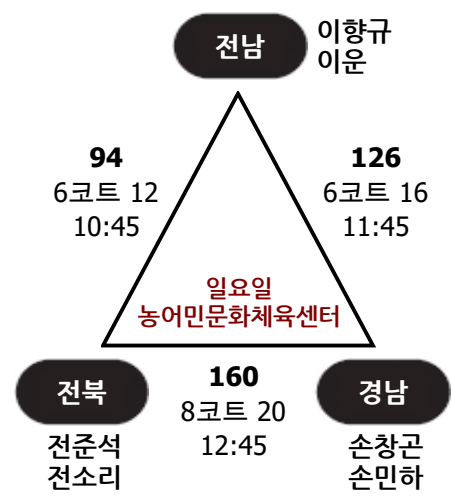 전남
이향규
이운
94
6코트 12
10:45
126
6코트 16
11:45
일요일
농어민문화체육센터
전북
전준석
전소리
160
8코트 20
12:45
경남
손창곤
손민하